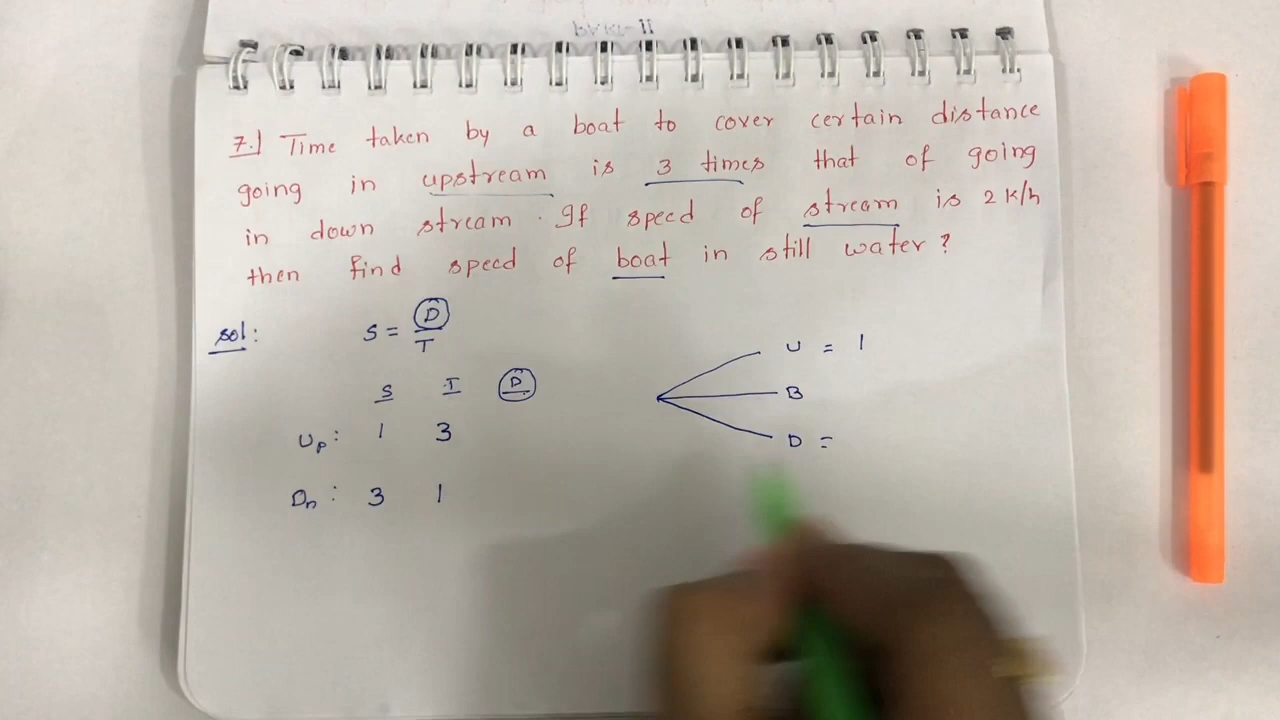 7.) Time taken by a boat to cover certain distance
going in upstream is 3 times that of going
in down stream. If speed of stream is 2 k/h
then find speed of boat in still water?
Sol: S = D/T
S T D
Up: 1 3
Dn: 3 1
U = 1
B
D =